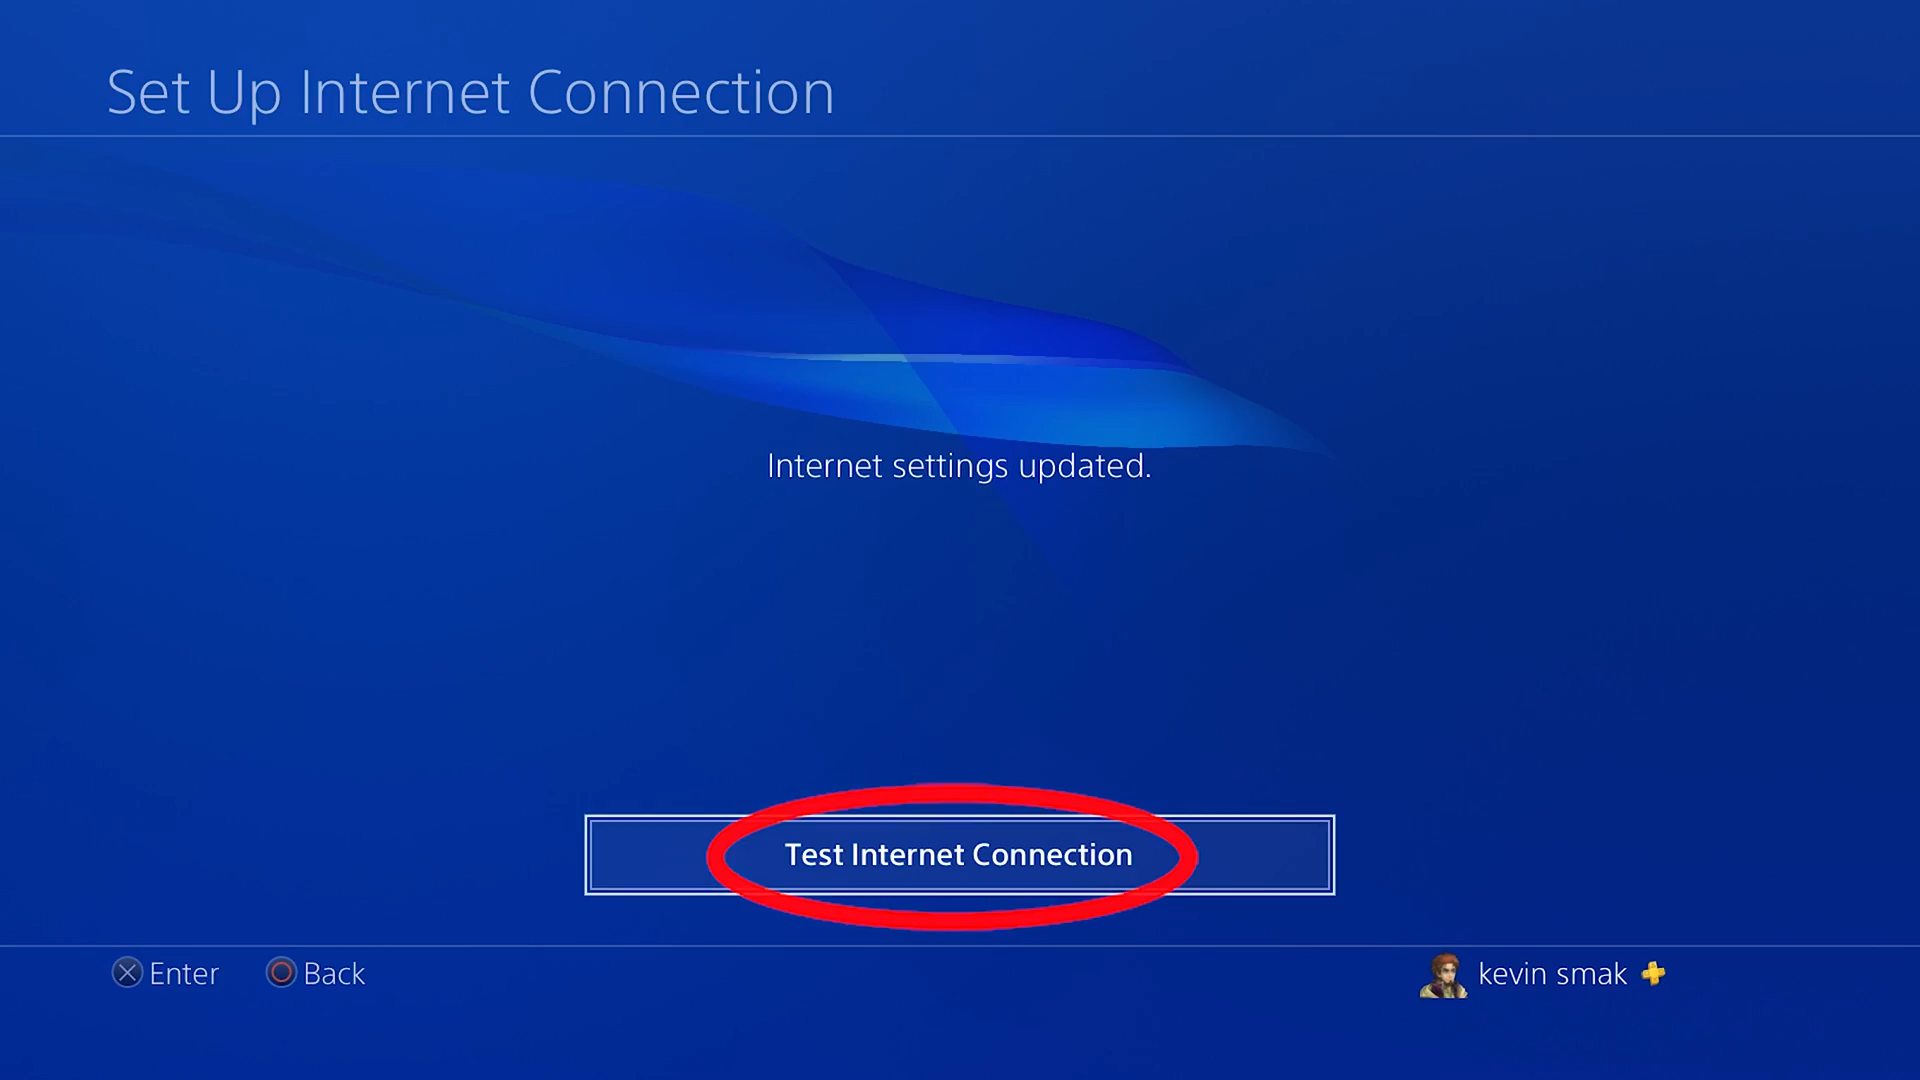 Set Up Internet Connection
Internet settings updated.
Test Internet Connection
Enter
Back
kevin smak